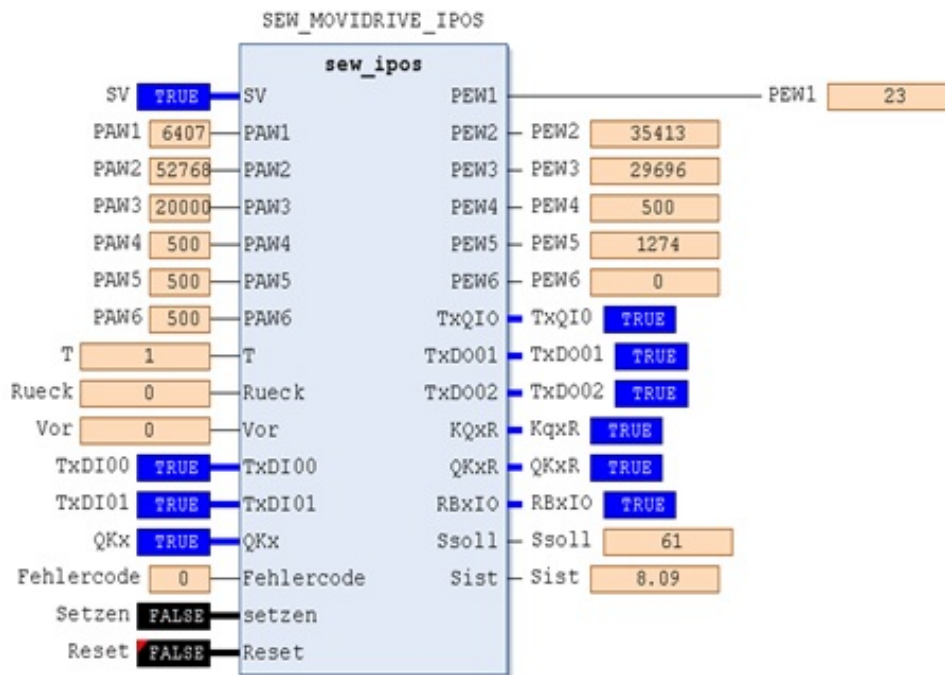 SEW_MOVIDRIVE_IPOS
sew_ipos
SV TRUE SV PEW1 PEW1 23
PAW1 6407 PAW1 PEW2 PEW2 35413
PAW2 52768 PAW2 PEW3 PEW3 29696
PAW3 20000 PAW3 PEW4 PEW4 500
PAW4 500 PAW4 PEW5 PEW5 1274
PAW5 500 PAW5 PEW6 PEW6 0
PAW6 500 PAW6 TxQIO TxQIO TRUE
T 1 T TxDO01 TxDO01 TRUE
Rueck 0 Rueck TxDO02 TxDO02 TRUE
Vor 0 Vor KQxR KqxR TRUE
TxDI00 TRUE TxDI00 QKxR QKxR TRUE
TxDI01 TRUE TxDI01 RBxIO RBxIO TRUE
QKx TRUE QKx Ssoll Ssoll 61
Fehlercode 0 Fehlercode Sist Sist 8.09
Setzen FALSE setzen
Reset FALSE Reset